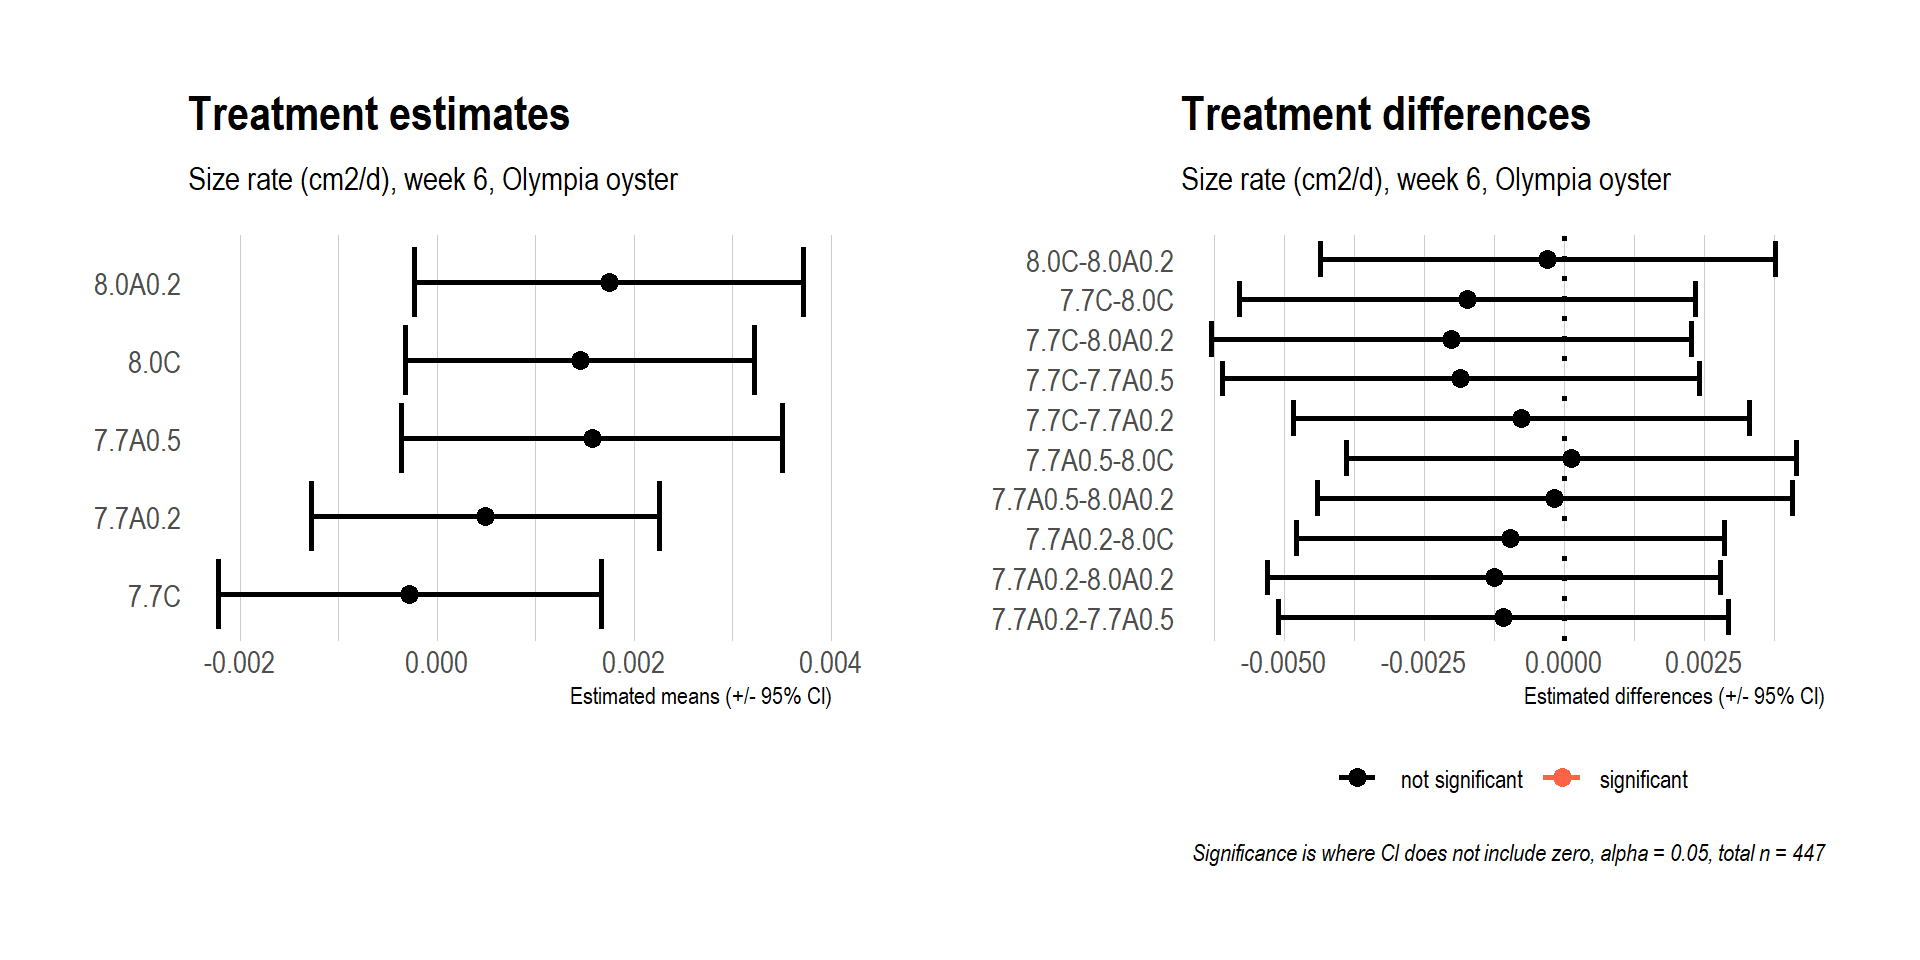 Treatment estimates
Size rate (cm2/d), week 6, Olympia oyster
8.0A0.2
8.0C
7.7A0.5
7.7A0.2
7.7C
-0.002 0.000 0.002 0.004
Estimated means (+/- 95% CI)
Treatment differences
Size rate (cm2/d), week 6, Olympia oyster
8.0C-8.0A0.2
7.7C-8.0C
7.7C-8.0A0.2
7.7C-7.7A0.5
7.7C-7.7A0.2
7.7A0.5-8.0C
7.7A0.5-8.0A0.2
7.7A0.2-8.0C
7.7A0.2-8.0A0.2
7.7A0.2-7.7A0.5
-0.0050 -0.0025 0.0000 0.0025
Estimated differences (+/- 95% CI)
not significant significant
Significance is where CI does not include zero, alpha = 0.05, total n = 447